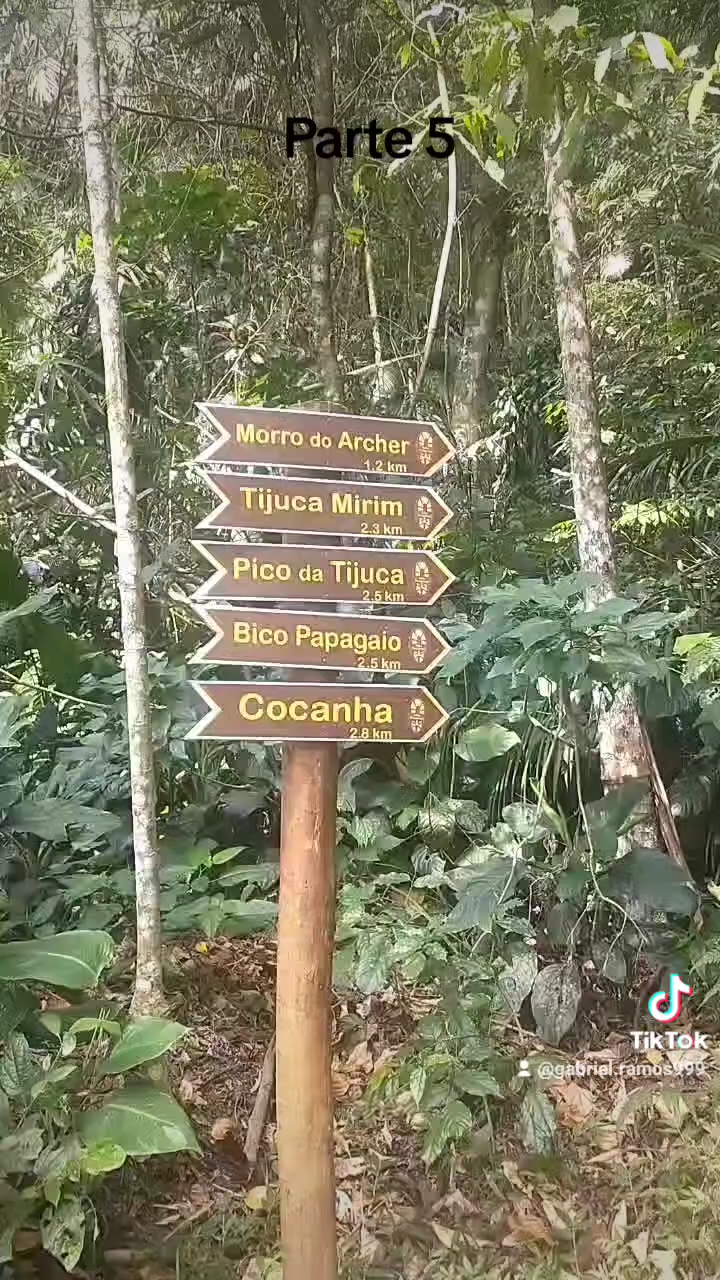 Parte 5
Morro do Archer
1.2 km
Tijuca Mirim
2.3 km
Pico da Tijuca
2.5 km
Bico Papagaio
2.5 km
Cocanha
2.8 km
TikTok
@gabriel.ramos999